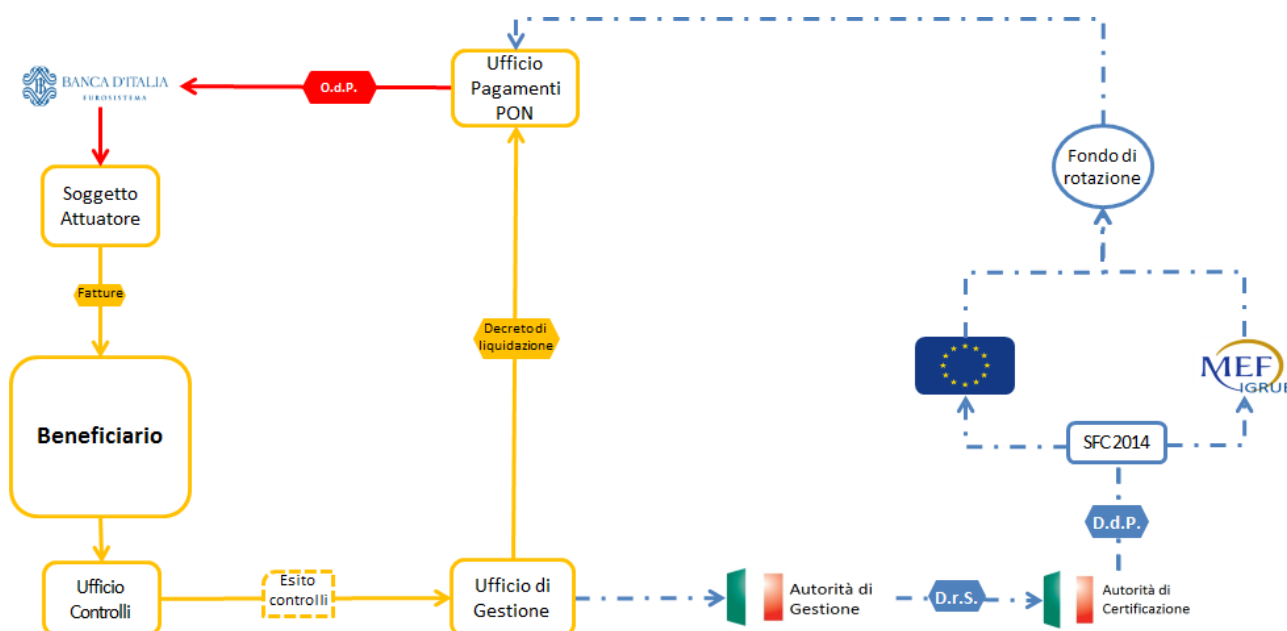 Ufficio
Pagamenti
PON
BANCA D'ITALIA
EUROSISTEMA
O.d.P.
Soggetto
Attuatore
Fondo di
rotazione
Fatture
Decreto di
liquidazione
MEF
IGRUE
Beneficiario
SFC 2014
D.d.P.
Ufficio
Controlli
Esito
controlli
Ufficio di
Gestione
Autorità di
Gestione
D.r.S.
Autorità di
Certificazione